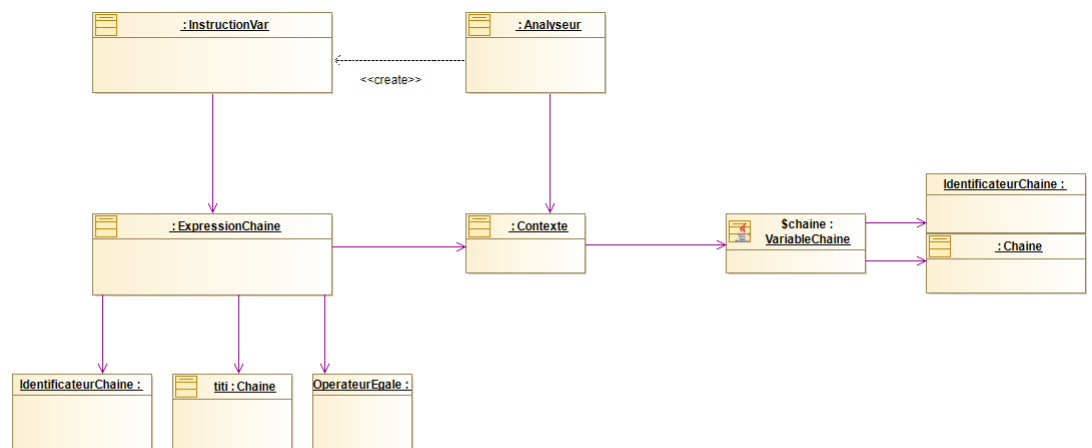 : InstructionVar
: Analyseur
<<create>>
: ExpressionChaine
: Contexte
$chaine :
VariableChaine
IdentificateurChaine :
: Chaine
IdentificateurChaine :
titi : Chaine
OperateurEgale :